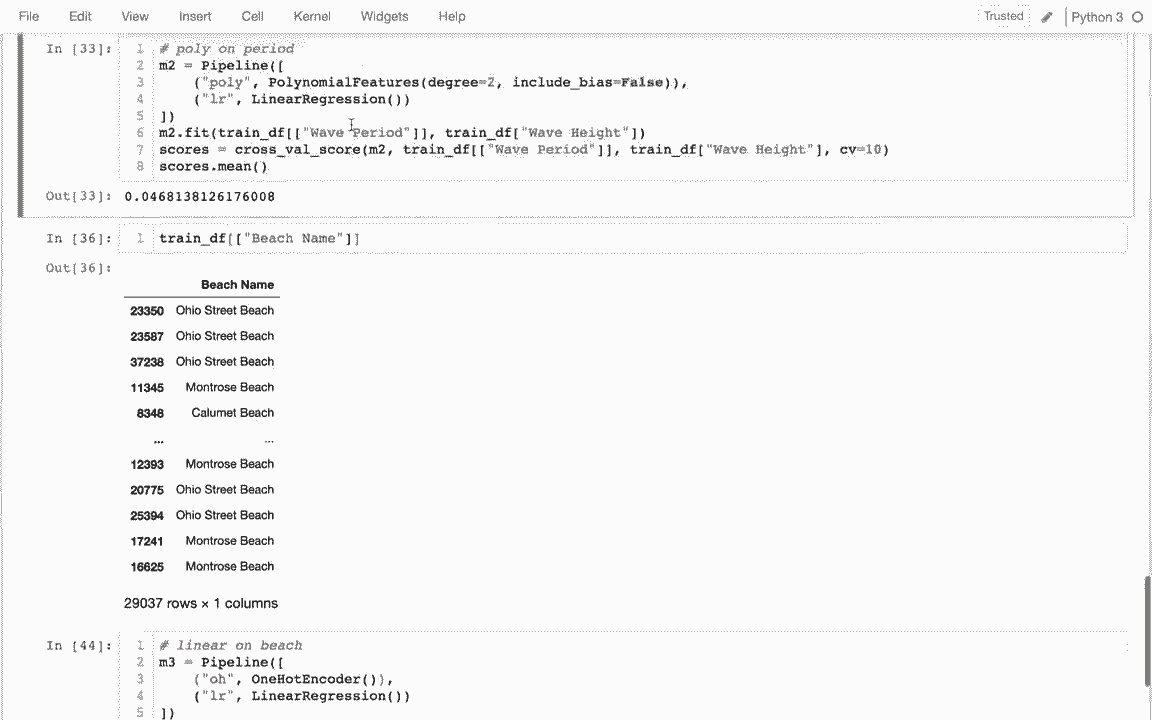 File Edit View Insert Cell Kernel Widgets Help Trusted Python 3
In [33]: 1 # poly on period
2 m2 = Pipeline([
3 ("poly", PolynomialFeatures(degree=2, include_bias=False)),
4 ("lr", LinearRegression())
5 ])
6 m2.fit(train_df[["Wave Period"]], train_df["Wave Height"])
7 scores = cross_val_score(m2, train_df[["Wave Period"]], train_df["Wave Height"], cv=10)
8 scores.mean()
Out[33]: 0.0468138126176008
In [36]: 1 train_df[["Beach Name"]]
Out[36]:
Beach Name
23350 Ohio Street Beach
23587 Ohio Street Beach
37238 Ohio Street Beach
11345 Montrose Beach
8348 Calumet Beach
... ...
12393 Montrose Beach
20775 Ohio Street Beach
25394 Ohio Street Beach
17241 Montrose Beach
16625 Montrose Beach
29037 rows × 1 columns
In [44]: 1 # linear on beach
2 m3 = Pipeline([
3 ("oh", OneHotEncoder()),
4 ("lr", LinearRegression())
5 ])